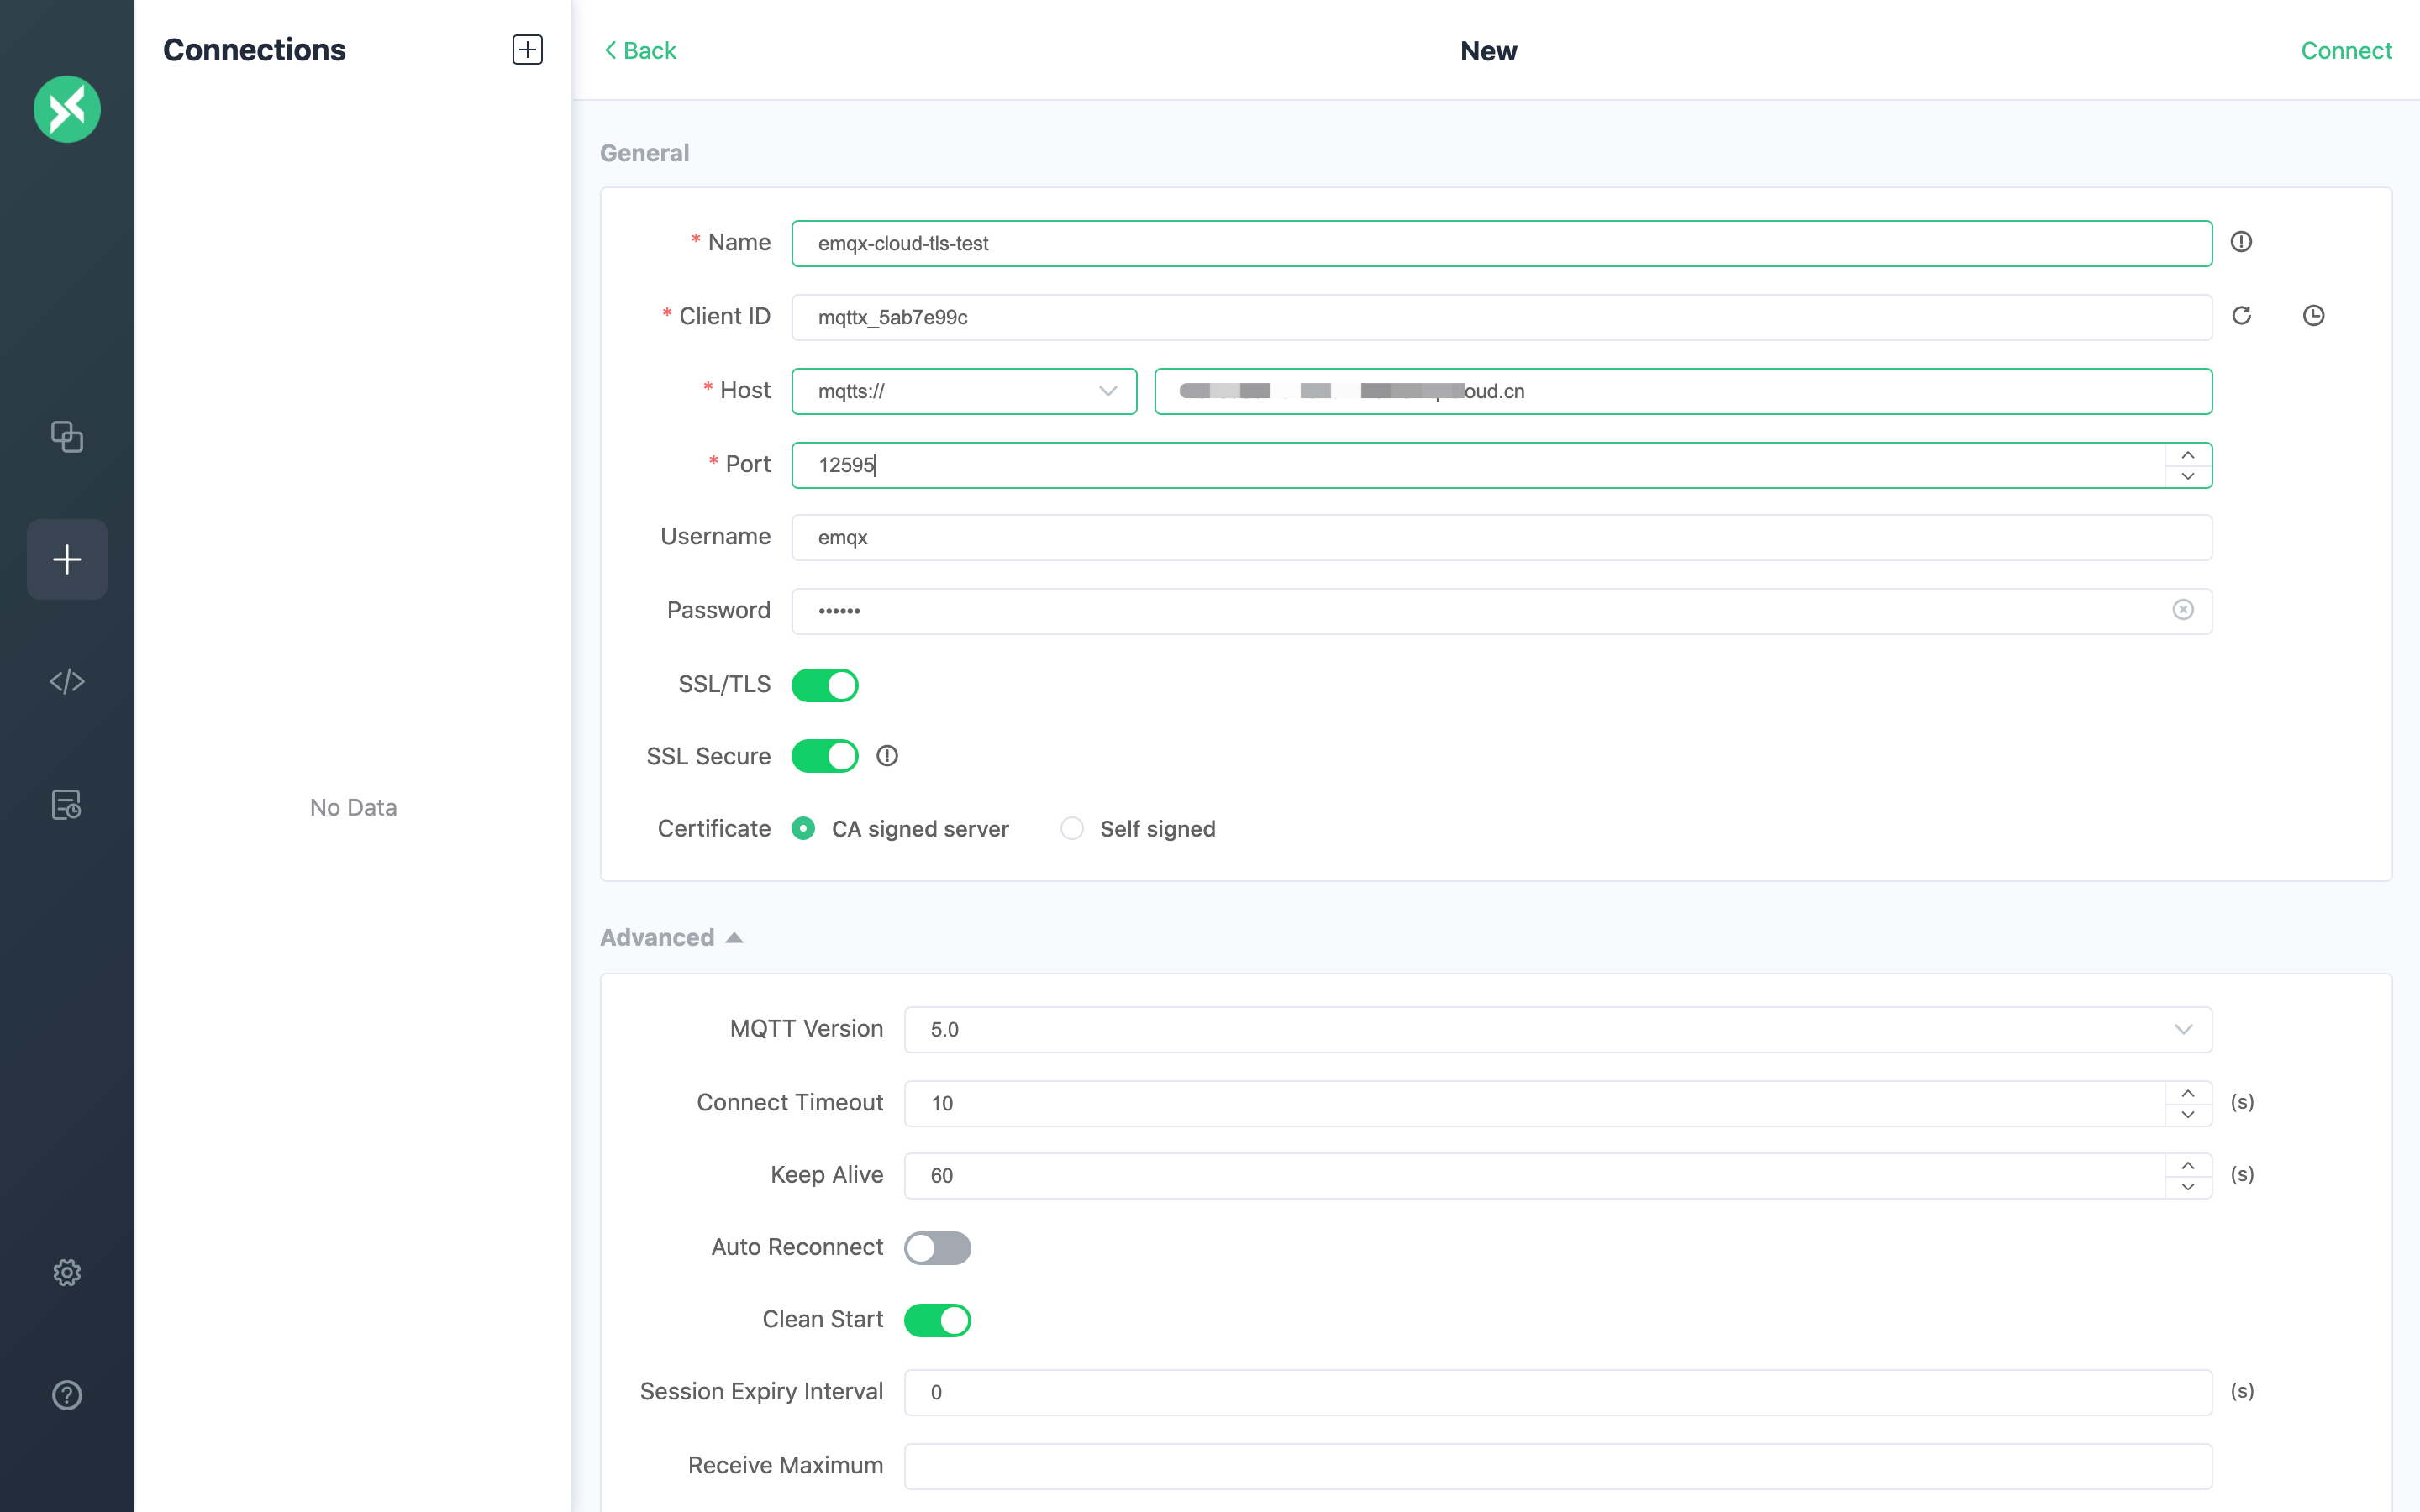 Connections
Back
New
Connect
General
* Name
emqx-cloud-tls-test
* Client ID
mqttx_5ab7e99c
* Host
mqtts://
oud.cn
* Port
12595
Username
emqx
Password
••••••
SSL/TLS
SSL Secure
Certificate
CA signed server
Self signed
No Data
Advanced
MQTT Version
5.0
Connect Timeout
10
(s)
Keep Alive
60
(s)
Auto Reconnect
Clean Start
Session Expiry Interval
0
(s)
Receive Maximum